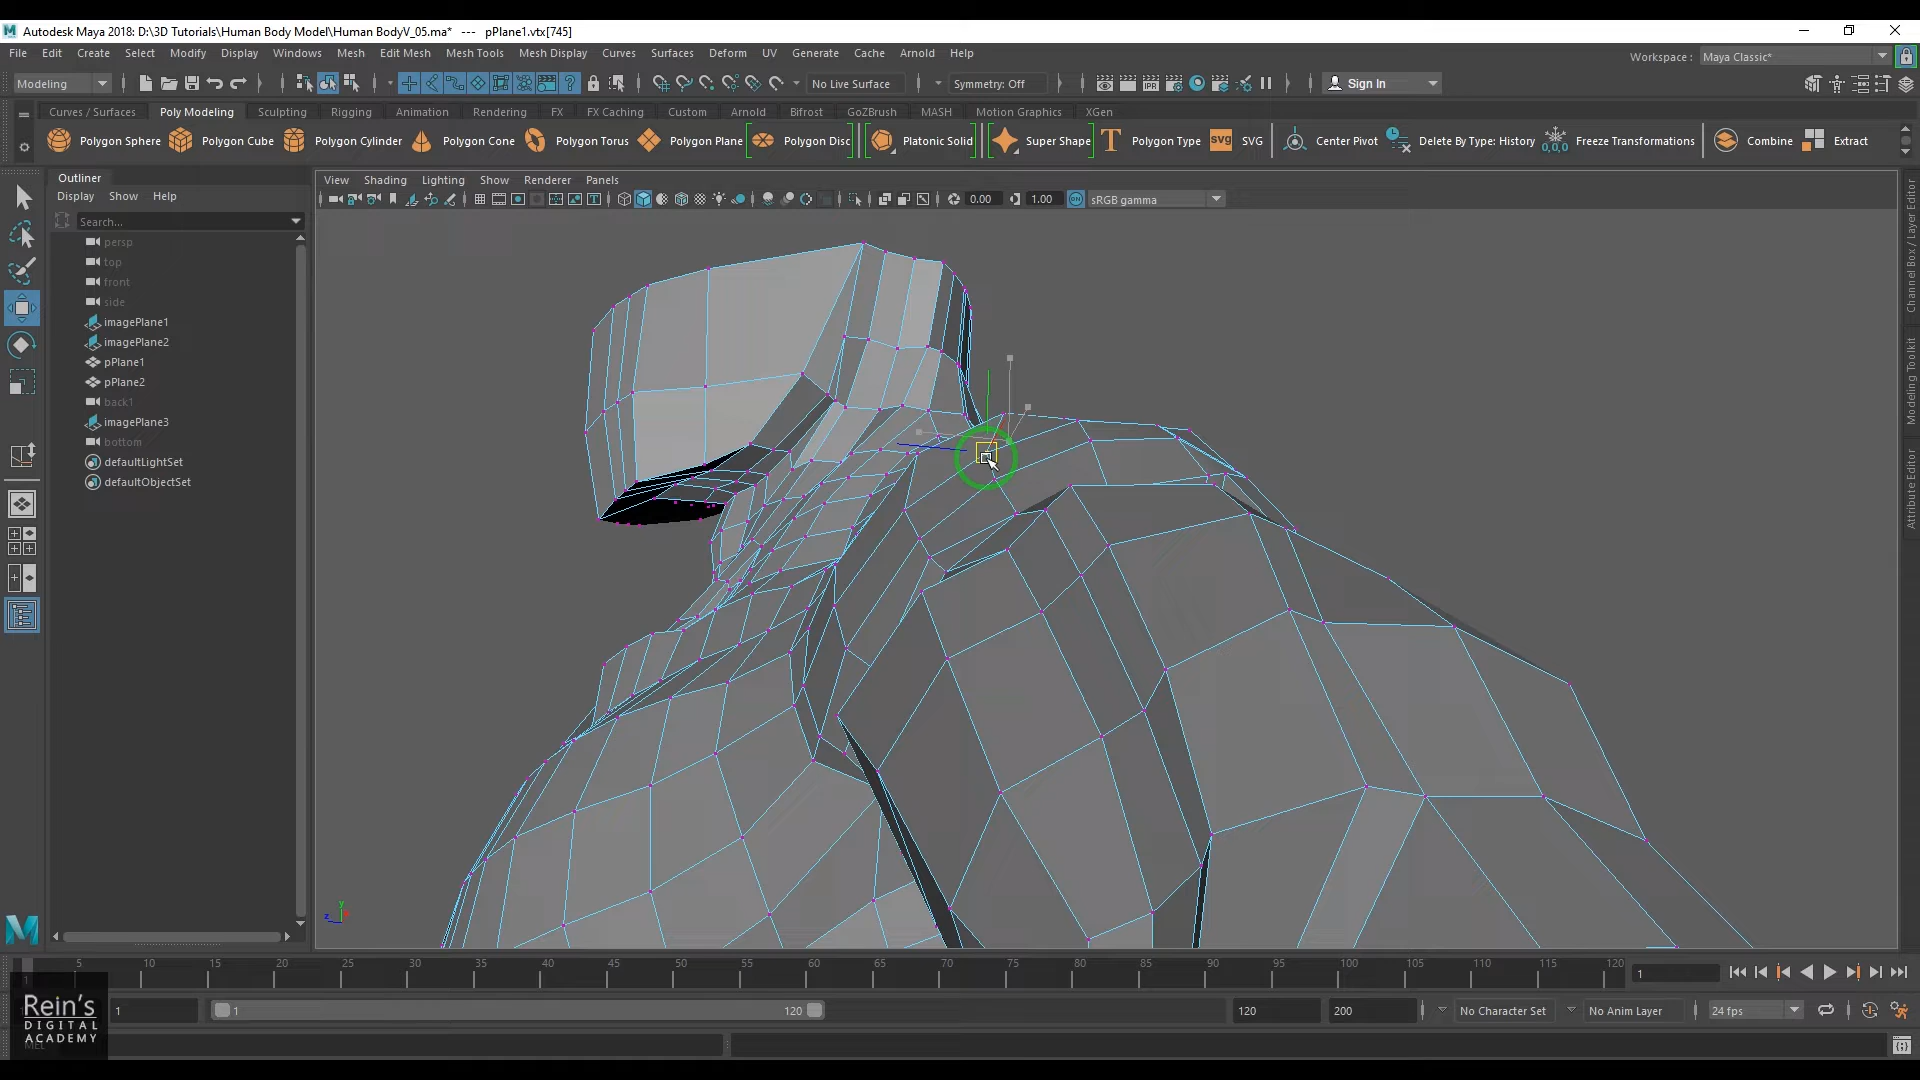 Autodesk Maya 2018: D:\3D Tutorials\Human Body Model\Human BodyV_05.ma*   ---   pPlane1.vtx[745]
File Edit Create Select Modify Display Windows Mesh Edit Mesh Mesh Tools Mesh Display Curves Surfaces Deform UV Generate Cache Arnold Help
Workspace : Maya Classic*
Modeling No Live Surface Symmetry: Off Sign In
Curves / Surfaces Poly Modeling Sculpting Rigging Animation Rendering FX FX Caching Custom Arnold Bifrost GoZBrush MASH Motion Graphics XGen
Polygon Sphere Polygon Cube Polygon Cylinder Polygon Cone Polygon Torus Polygon Plane Polygon Disc Platonic Solid Super Shape Polygon Type SVG Center Pivot Delete By Type: History Freeze Transformations Combine Extract
Outliner
Display Show Help
Search...
persp
top
front
side
imagePlane1
imagePlane2
pPlane1
pPlane2
back1
imagePlane3
bottom
defaultLightSet
defaultObjectSet
View Shading Lighting Show Renderer Panels
0.00 1.00 sRGB gamma
Channel Box / Layer Editor
Modeling Toolkit
Attribute Editor
y
z
5 10 15 20 25 30 35 40 45 50 55 60 65 70 75 80 85 90 95 100 105 110 115 120
1
1 1 120 120 200 No Character Set No Anim Layer 24 fps
Rein's
DIGITAL
ACADEMY
MEL